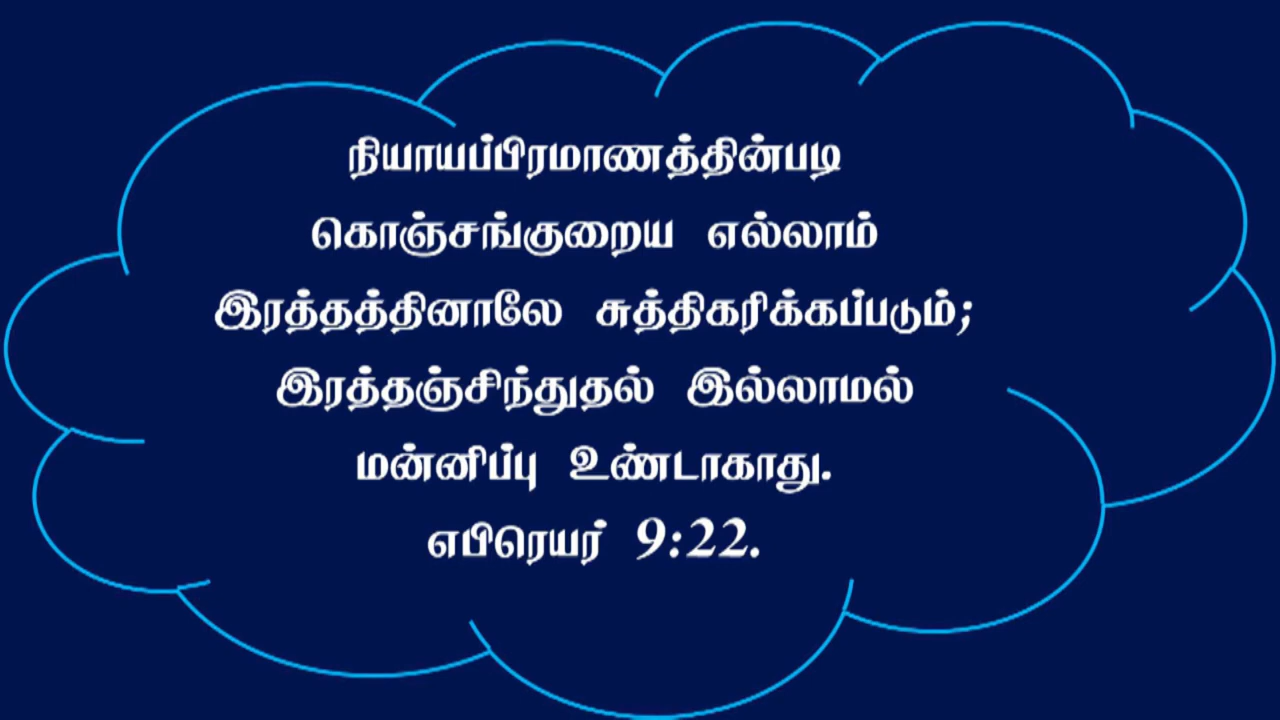 நியாயப்பிரமாணத்தின்படி
கொஞ்சங்குறைய எல்லாம்
இரத்தத்தினாலே சுத்திகரிக்கப்படும்;
இரத்தஞ்சிந்துதல் இல்லாமல்
மன்னிப்பு உண்டாகாது.
எபிரெயர் 9:22.